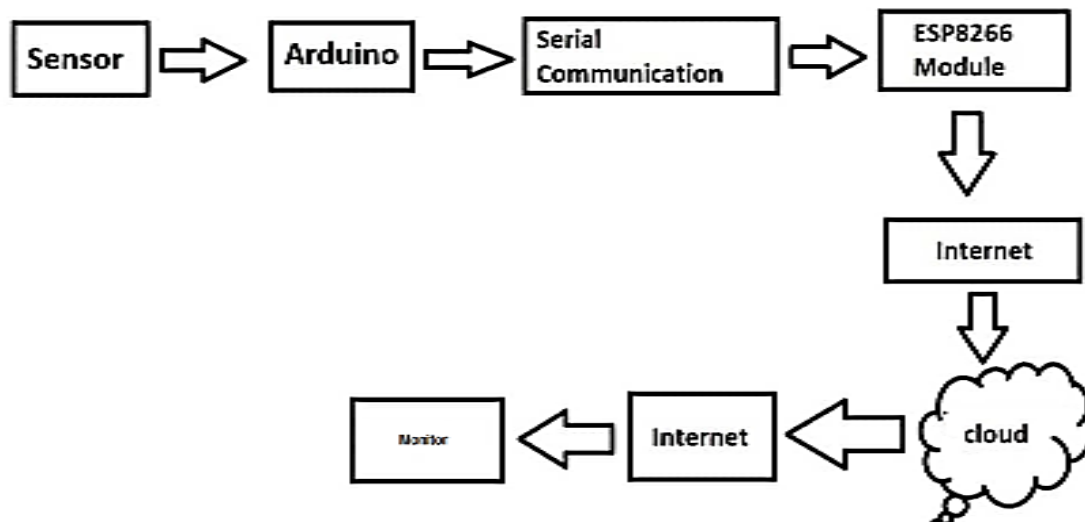 Sensor
Arduino
Serial
Communication
ESP8266
Module
Internet
cloud
Internet
Monitor